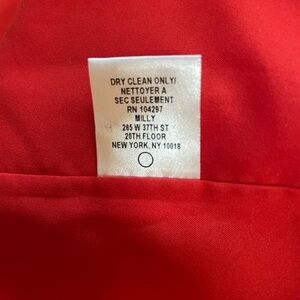 DRY CLEAN ONLY/
NETTOYER A
SEC SEULEMENT
RN 104297
MILLY
265 W 37TH ST
20TH FLOOR
NEW YORK, NY 10018